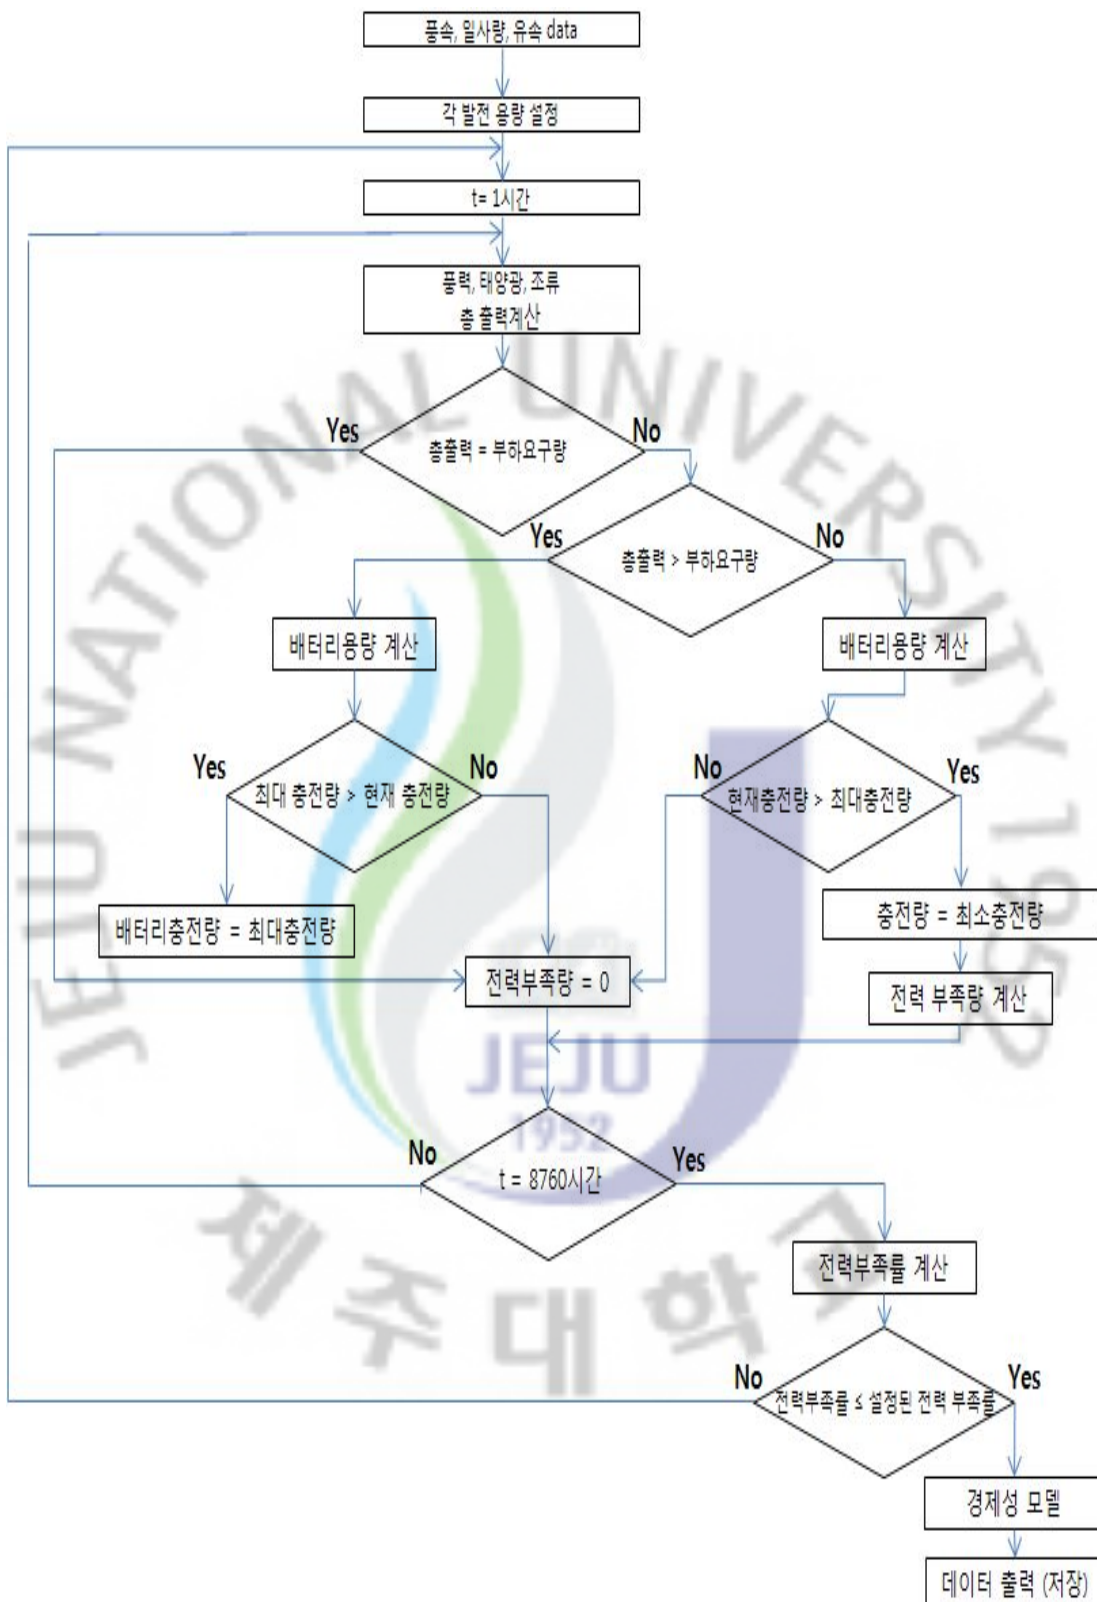 풍속, 일사량, 유속 data
각 발전 용량 설정
t= 1시간
풍력, 태양광, 조류
총 출력계산
Yes
No
총출력 = 부하요구량
Yes
No
총출력 > 부하요구량
배터리용량 계산
배터리용량 계산
Yes
No
최대 충전량 > 현재 충전량
No
Yes
현재충전량 > 최대충전량
배터리충전량 = 최대충전량
충전량 = 최소충전량
전력부족량 = 0
전력 부족량 계산
No
Yes
t = 8760시간
전력부족률 계산
No
Yes
전력부족률 ≤ 설정된 전력 부족률
경제성 모델
데이터 출력 (저장)
JEJU NATIONAL UNIVERSITY 1952
JEJU
1952
제주대학교